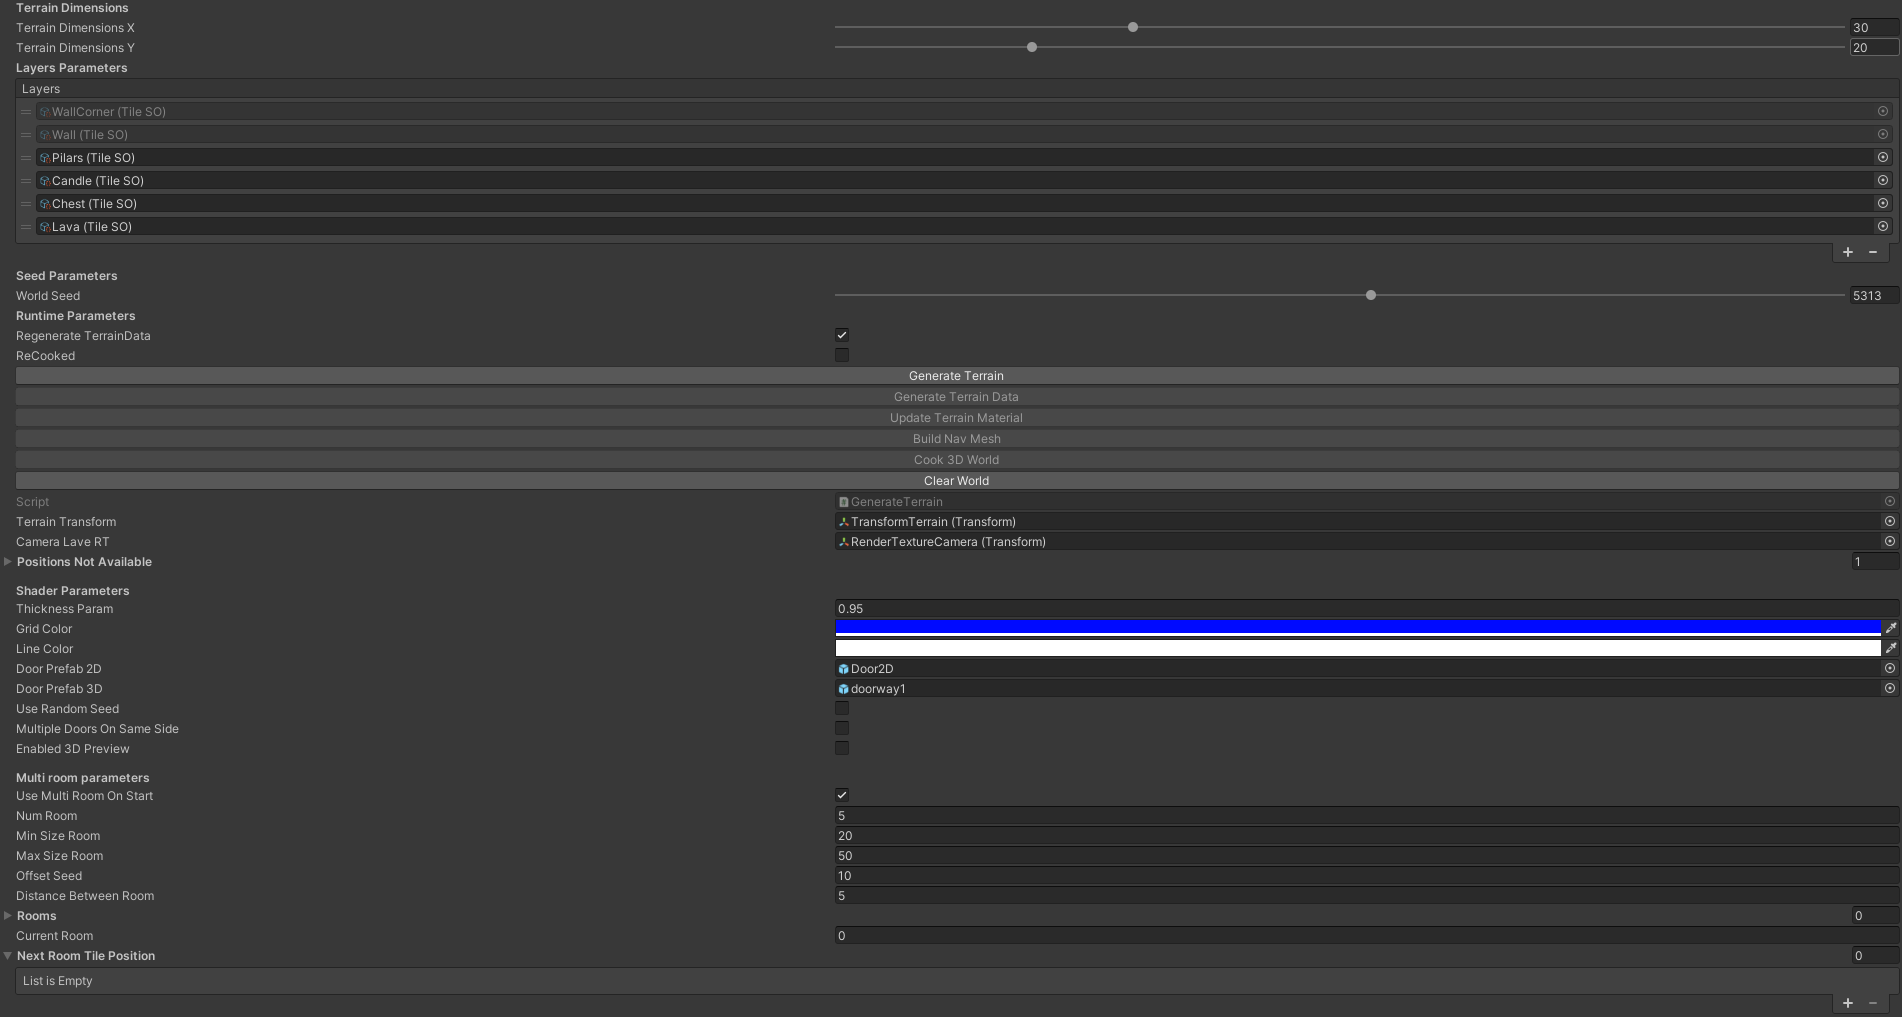 Terrain Dimensions
Terrain Dimensions X 30
Terrain Dimensions Y 20
Layers Parameters
Layers
WallCorner (Tile SO)
Wall (Tile SO)
Pilars (Tile SO)
Candle (Tile SO)
Chest (Tile SO)
Lava (Tile SO)
Seed Parameters
World Seed 5313
Runtime Parameters
Regenerate TerrainData
ReCooked
Generate Terrain
Generate Terrain Data
Update Terrain Material
Build Nav Mesh
Cook 3D World
Clear World
Script GenerateTerrain
Terrain Transform TransformTerrain (Transform)
Camera Lave RT RenderTextureCamera (Transform)
Positions Not Available 1
Shader Parameters
Thickness Param 0.95
Grid Color
Line Color
Door Prefab 2D Door2D
Door Prefab 3D doorway1
Use Random Seed
Multiple Doors On Same Side
Enabled 3D Preview
Multi room parameters
Use Multi Room On Start
Num Room 5
Min Size Room 20
Max Size Room 50
Offset Seed 10
Distance Between Room 5
Rooms 0
Current Room 0
Next Room Tile Position 0
List is Empty